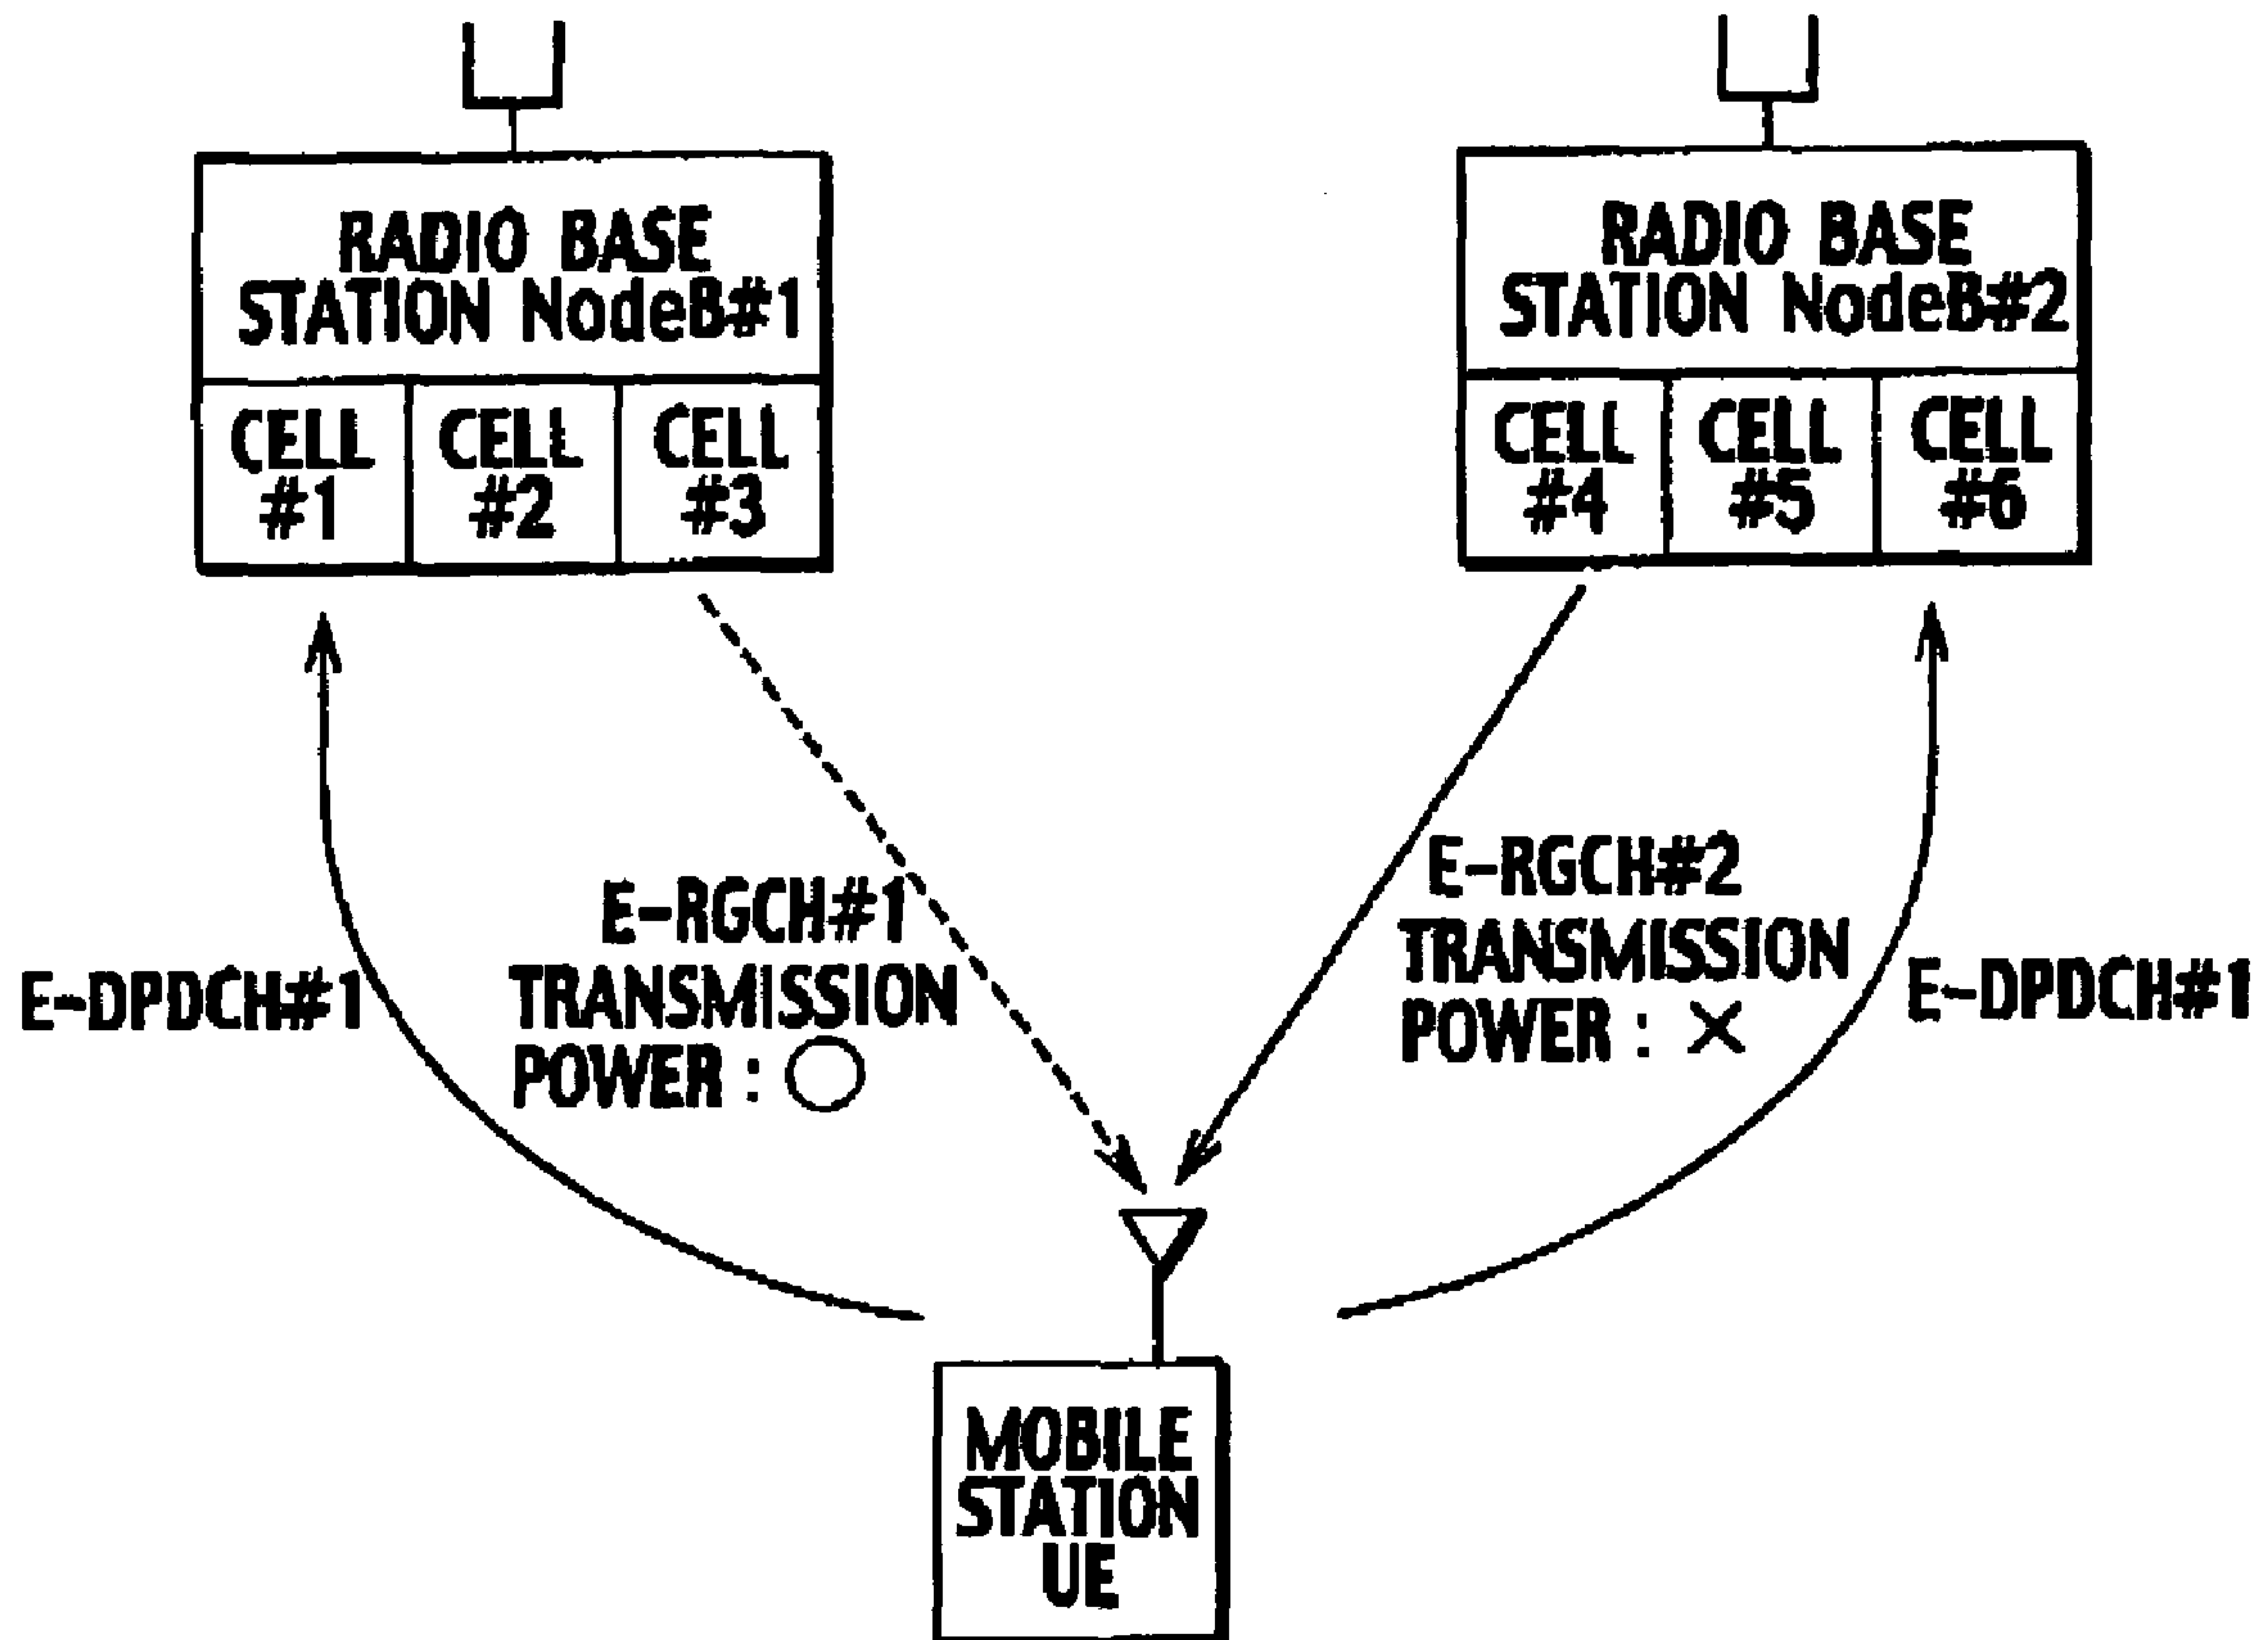 RADIO BASE
STATION NodeB#1
CELL
#1
CELL
#2
CELL
#3
RADIO BASE
STATION NodeB#2
CELL
#4
CELL
#5
CELL
#6
E-DPDCH#1
E-RGCH#1
TRANSMISSION
POWER : ○
E-RGCH#2
TRANSMISSION
POWER : ×
E-DPDCH#1
MOBILE
STATION
UE